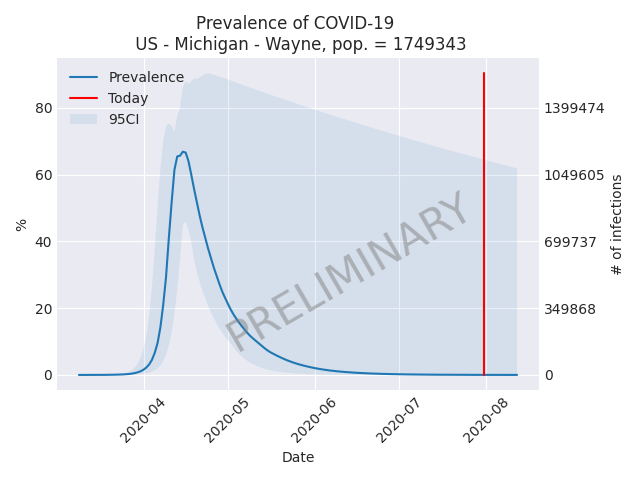 Prevalence of COVID-19
US - Michigan - Wayne, pop. = 1749343
Prevalence
Today
95CI
80
60
40
20
0
%
1399474
1049605
699737
349868
0
# of infections
PRELIMINARY
2020-04
2020-05
2020-06
2020-07
2020-08
Date